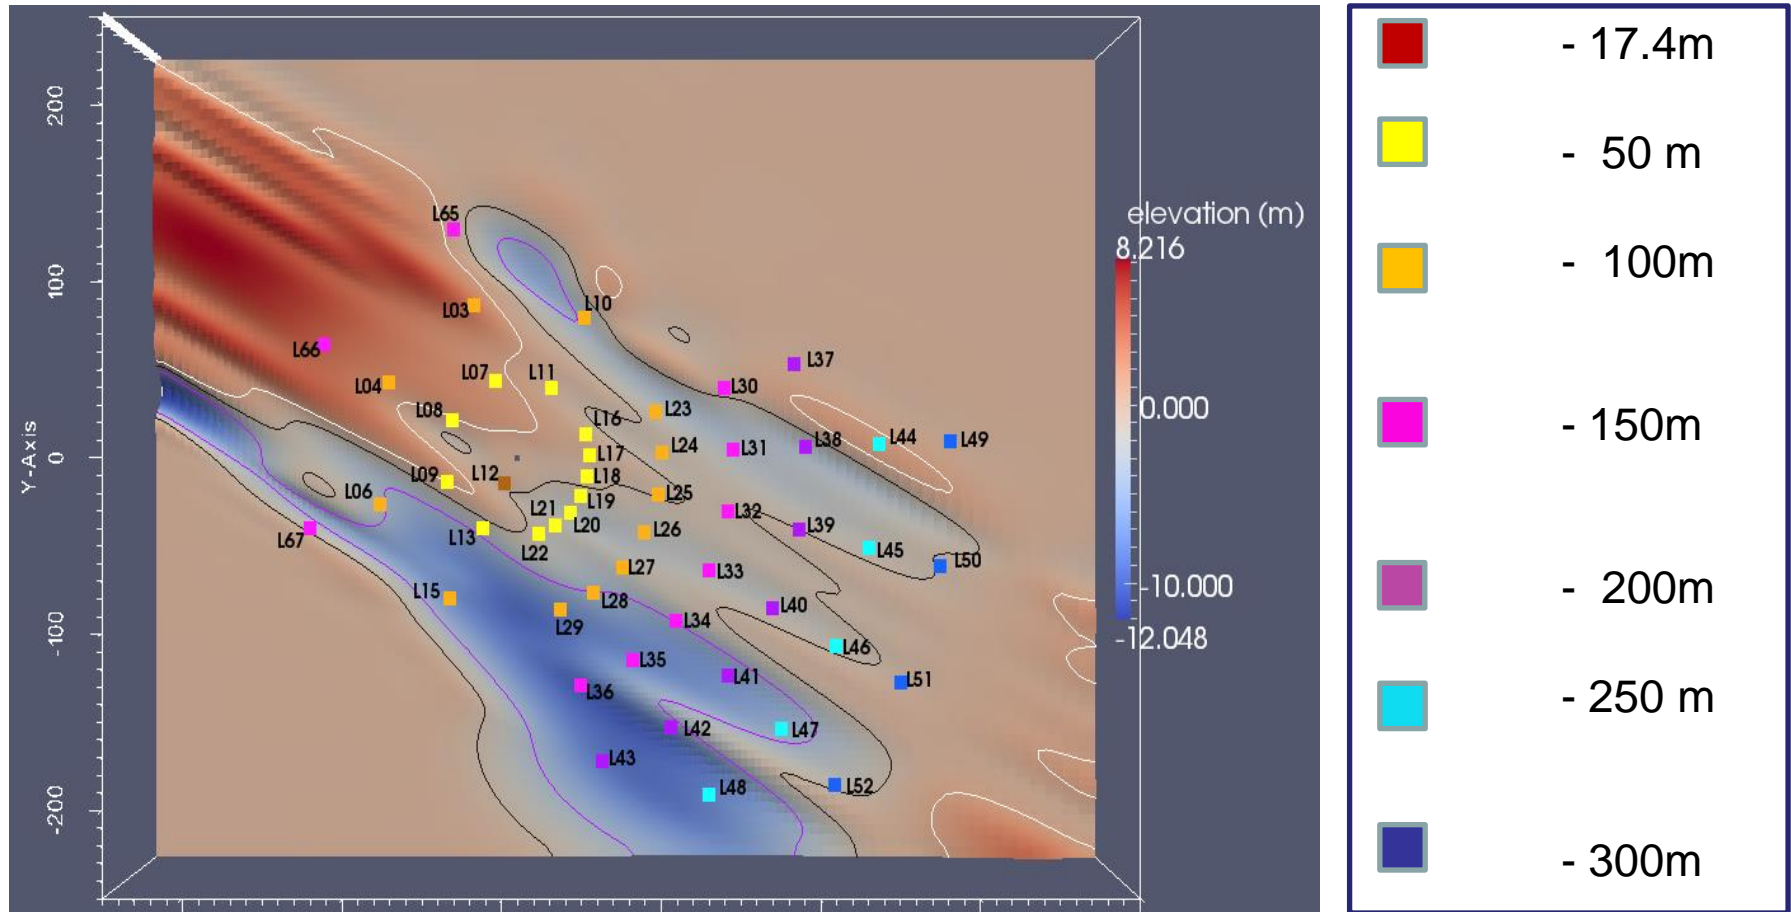 200
100
0
-100
-200
Y-Axis
L65
L03
L10
L66
L04
L07
L11
L37
L30
L08
L23
L16
L24
L31
L38
L44
L49
L17
L09
L12
L18
L06
L25
L19
L21
L20
L32
L39
L67
L13
L22
L26
L45
L50
L27
L33
L15
L28
L40
L29
L34
L46
L35
L41
L51
L36
L42
L47
L43
L48
L52
elevation (m)
8.216
0.000
-10.000
-12.048
- 17.4m
- 50 m
- 100m
- 150m
- 200m
- 250 m
- 300m